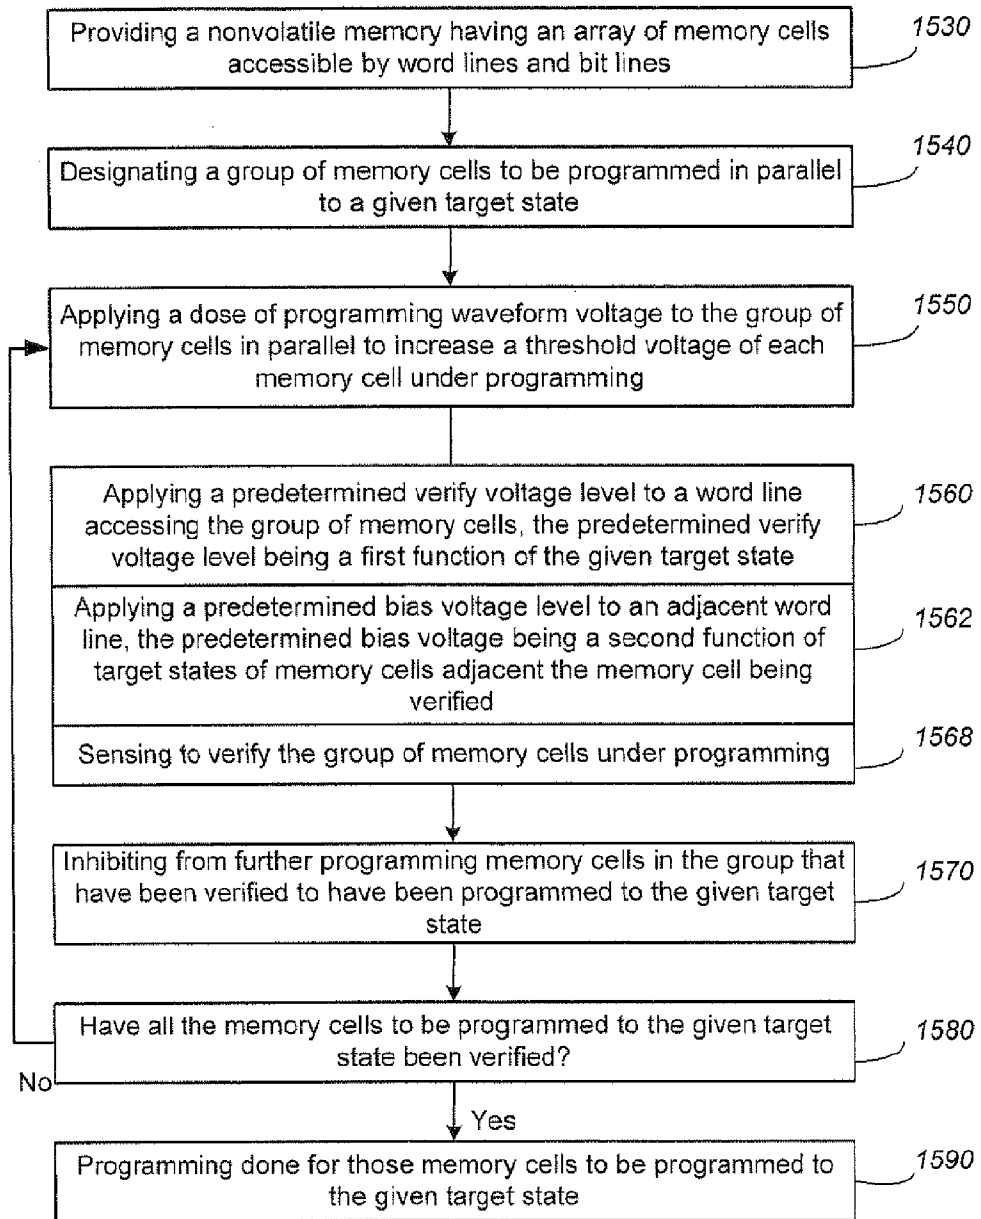 Providing a nonvolatile memory having an array of memory cells
accessible by word lines and bit lines
1530
Designating a group of memory cells to be programmed in parallel
to a given target state
1540
Applying a dose of programming waveform voltage to the group of
memory cells in parallel to increase a threshold voltage of each
memory cell under programming
1550
Applying a predetermined verify voltage level to a word line
accessing the group of memory cells, the predetermined verify
voltage level being a first function of the given target state
1560
Applying a predetermined bias voltage level to an adjacent word
line, the predetermined bias voltage being a second function of
target states of memory cells adjacent the memory cell being
verified
1562
Sensing to verify the group of memory cells under programming
1568
Inhibiting from further programming memory cells in the group that
have been verified to have been programmed to the given target
state
1570
Have all the memory cells to be programmed to the given target
state been verified?
1580
No
Yes
Programming done for those memory cells to be programmed to
the given target state
1590